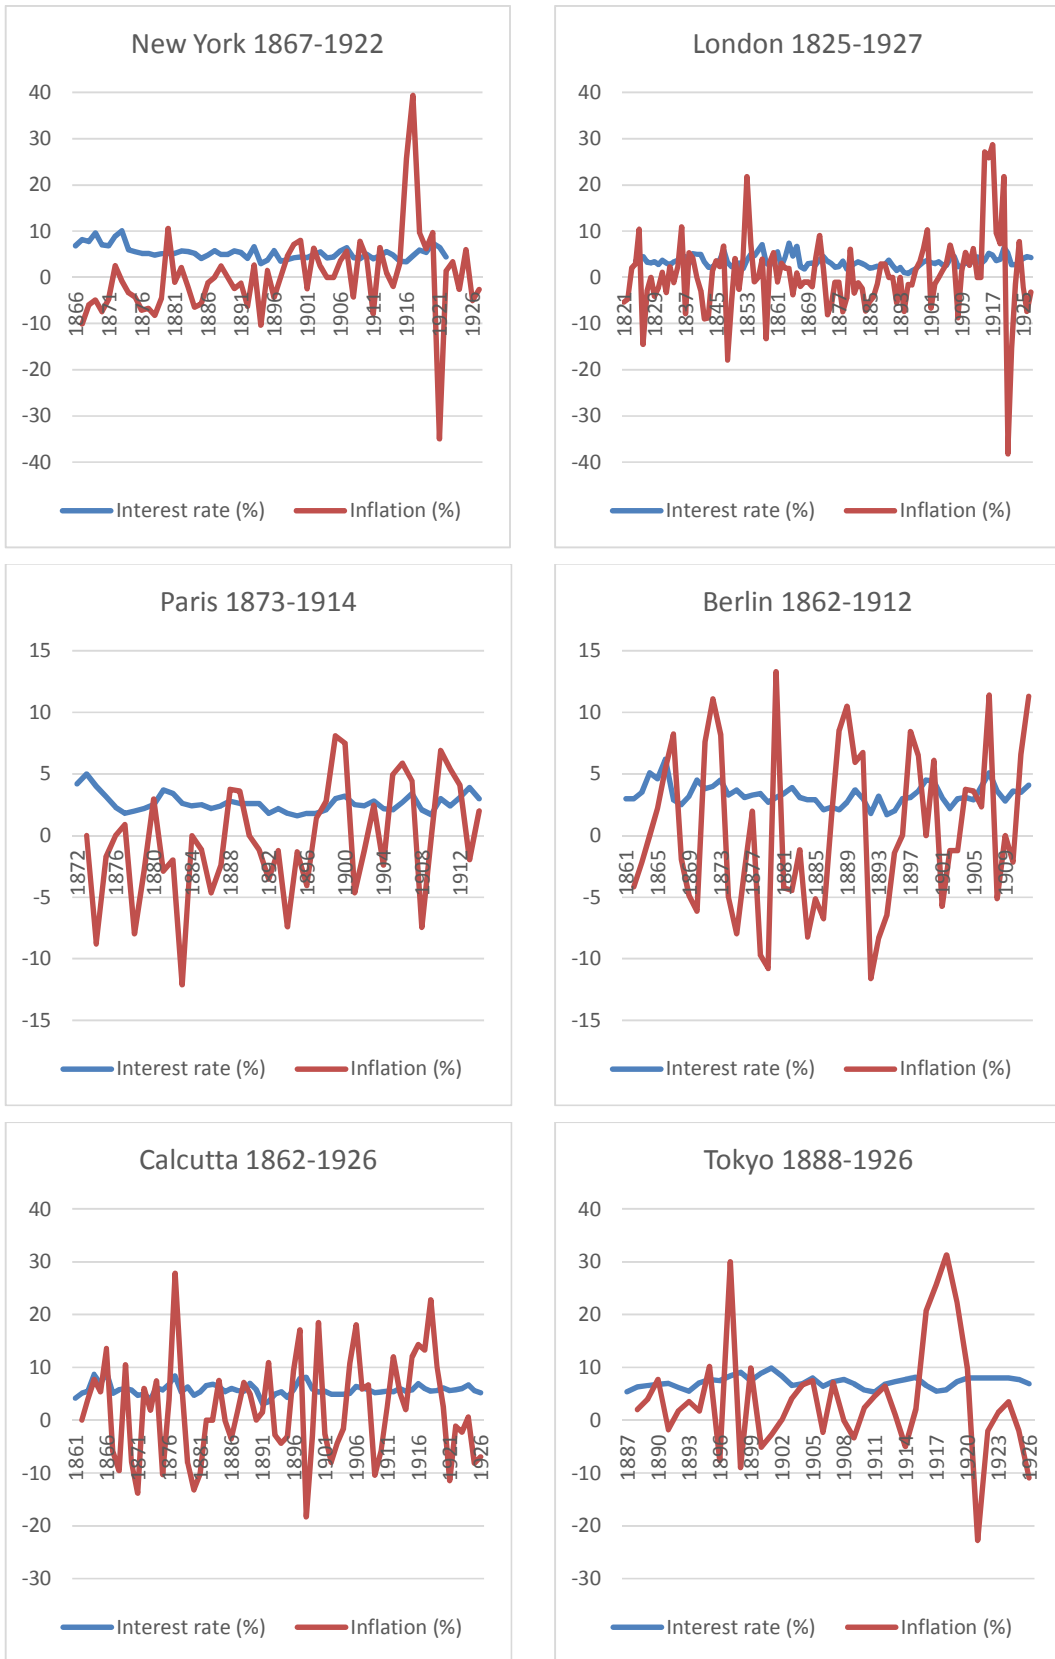 New York 1867-1922
40
30
20
10
0
-10
-20
-30
-40
1866 1871 1876 1881 1886 1891 1896 1901 1906 1911 1916 1921 1926
Interest rate (%) Inflation (%)
London 1825-1927
40
30
20
10
0
-10
-20
-30
-40
1821 1829 1837 1845 1853 1861 1869 1877 1885 1893 1901 1909 1917 1925
Interest rate (%) Inflation (%)
Paris 1873-1914
15
10
5
0
-5
-10
-15
1872 1876 1880 1884 1888 1892 1896 1900 1904 1908 1912
Interest rate (%) Inflation (%)
Berlin 1862-1912
15
10
5
0
-5
-10
-15
1861 1865 1869 1873 1877 1881 1885 1889 1893 1897 1901 1905 1909
Interest rate (%) Inflation (%)
Calcutta 1862-1926
40
30
20
10
0
-10
-20
-30
1861 1866 1871 1876 1881 1886 1891 1896 1901 1906 1911 1916 1921 1926
Interest rate (%) Inflation (%)
Tokyo 1888-1926
40
30
20
10
0
-10
-20
-30
1887 1890 1893 1896 1899 1902 1905 1908 1911 1914 1917 1920 1923 1926
Interest rate (%) Inflation (%)